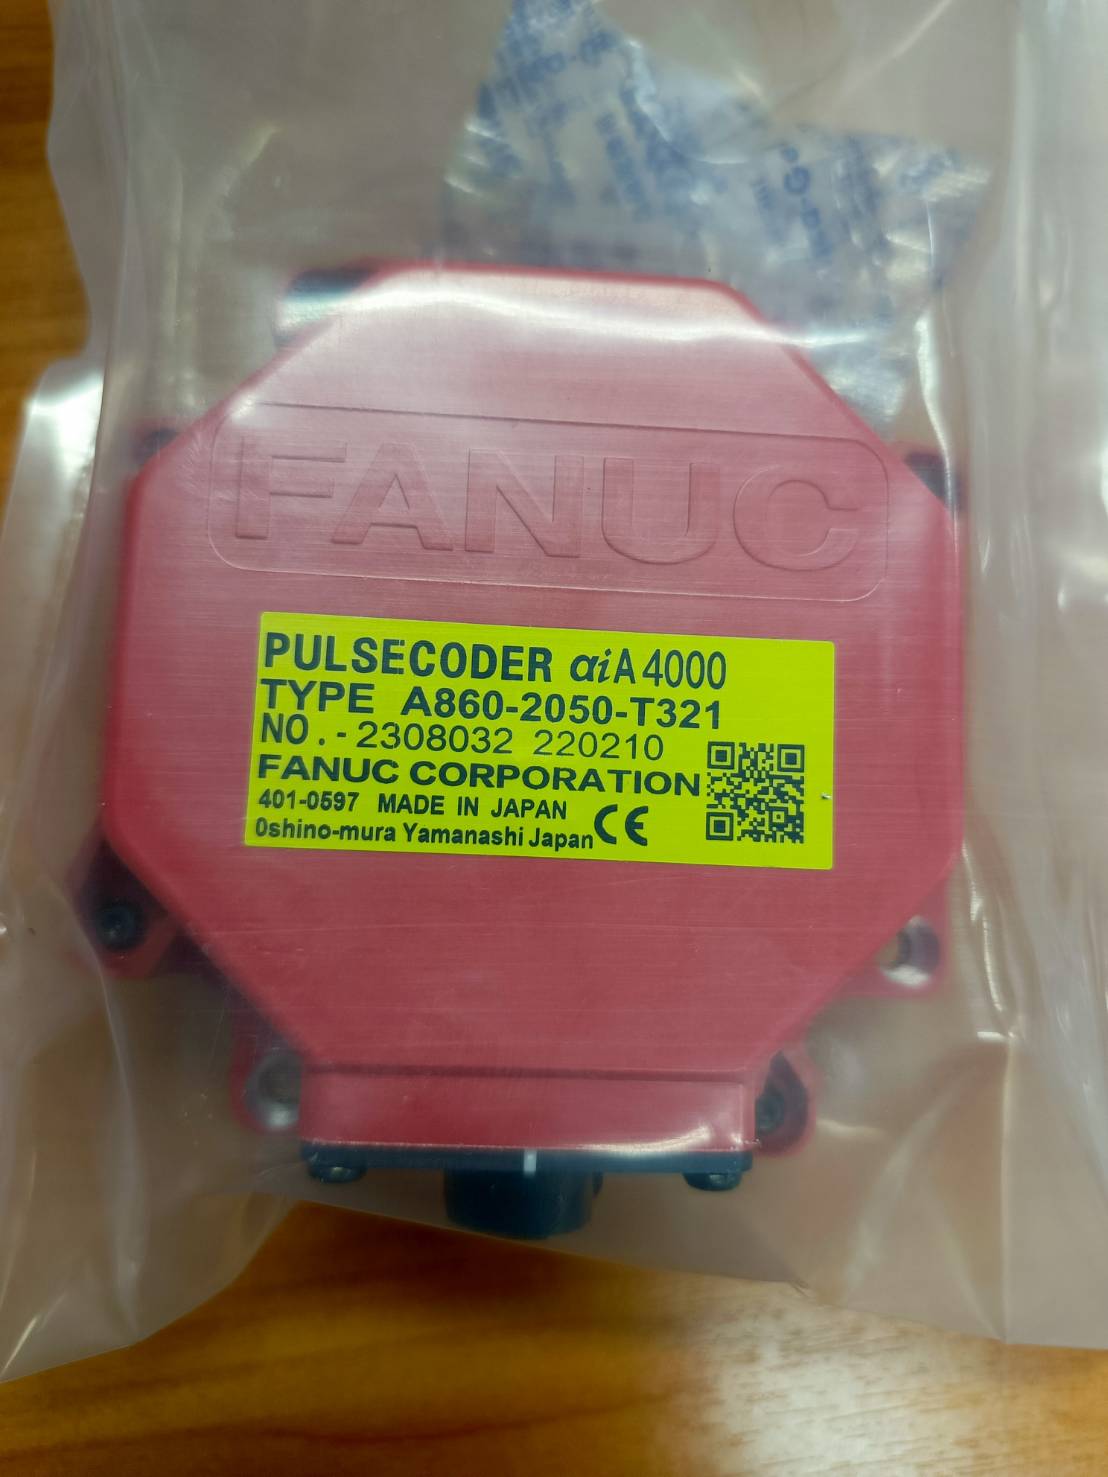 FANUC
PULSECODER αiA4000
TYPE A860-2050-T321
NO.-2308032 220210
FANUC CORPORATION
401-0597 MADE IN JAPAN
Oshino-mura Yamanashi Japan CE